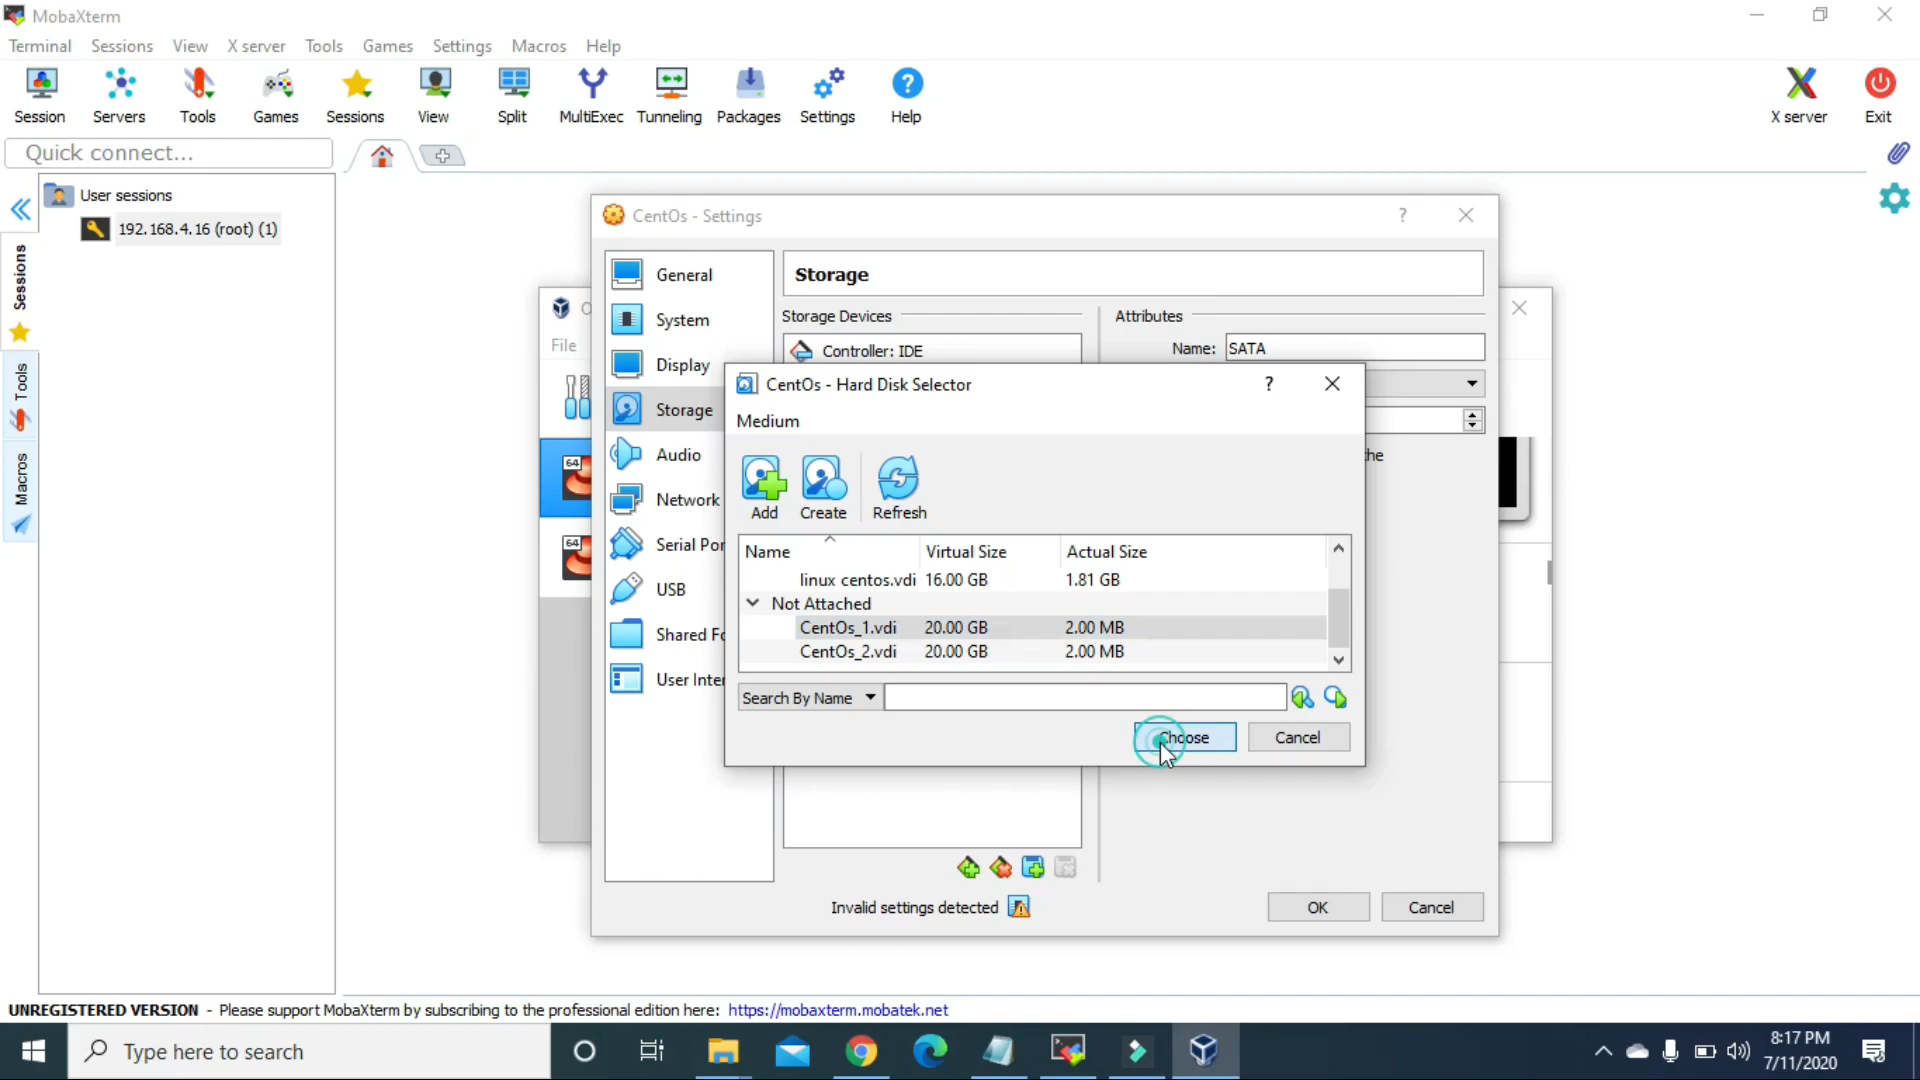 MobaXterm
Terminal Sessions View X server Tools Games Settings Macros Help
Session Servers Tools Games Sessions View Split MultiExec Tunneling Packages Settings Help X server Exit
Quick connect...
User sessions
192.168.4.16 (root) (1)
Sessions
Tools
Macros
File
64
64
CentOs - Settings ?
General
System
Display
Storage
Audio
Network
Serial Por
USB
Shared Fo
User Inter
Storage
Storage Devices
Controller: IDE
Attributes
Name: SATA
the
CentOs - Hard Disk Selector ?
Medium
Add Create Refresh
Name Virtual Size Actual Size
linux centos.vdi 16.00 GB 1.81 GB
Not Attached
CentOs_1.vdi 20.00 GB 2.00 MB
CentOs_2.vdi 20.00 GB 2.00 MB
Search By Name
Choose Cancel
Invalid settings detected
OK Cancel
UNREGISTERED VERSION - Please support MobaXterm by subscribing to the professional edition here: https://mobaxterm.mobatek.net
Type here to search
8:17 PM
7/11/2020